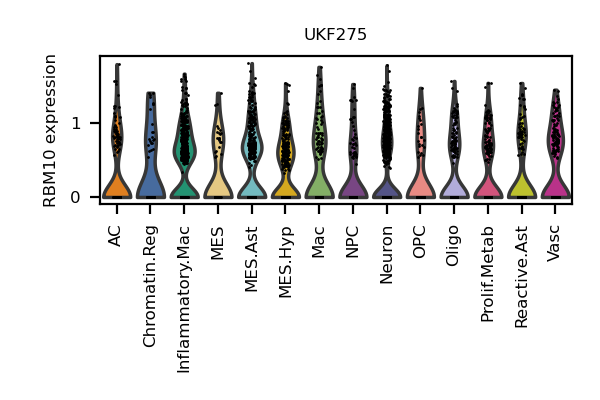 UKF275
RBM10 expression
1
0
AC
Chromatin.Reg
Inflammatory.Mac
MES
MES.Ast
MES.Hyp
Mac
NPC
Neuron
OPC
Oligo
Prolif.Metab
Reactive.Ast
Vasc